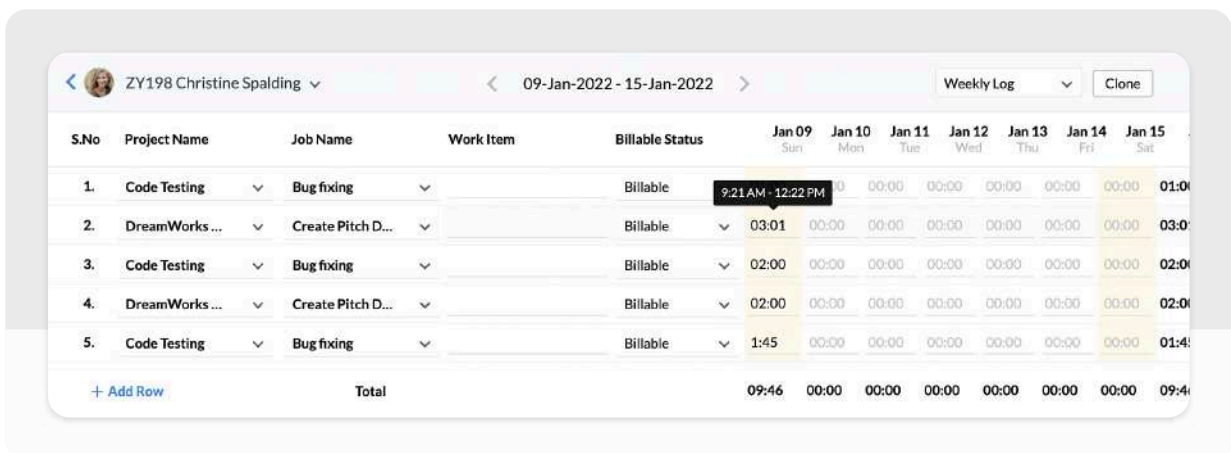 ZY198 Christine Spalding
09-Jan-2022 - 15-Jan-2022
Weekly Log
Clone
S.No Project Name Job Name Work Item Billable Status Jan 09 Jan 10 Jan 11 Jan 12 Jan 13 Jan 14 Jan 15
Sun Mon Tue Wed Thu Fri Sat
9:21 AM - 12:22 PM
1. Code Testing Bug fixing Billable 00:00 00:00 00:00 00:00 00:00
2. DreamWorks ... Create Pitch D... Billable 03:01 00:00 00:00 00:00 00:00 00:00 00:00
3. Code Testing Bug fixing Billable 02:00 00:00 00:00 00:00 00:00 00:00 00:00
4. DreamWorks ... Create Pitch D... Billable 02:00 00:00 00:00 00:00 00:00 00:00 00:00
5. Code Testing Bug fixing Billable 1:45 00:00 00:00 00:00 00:00 00:00 00:00
+ Add Row Total 09:46 00:00 00:00 00:00 00:00 00:00 00:00